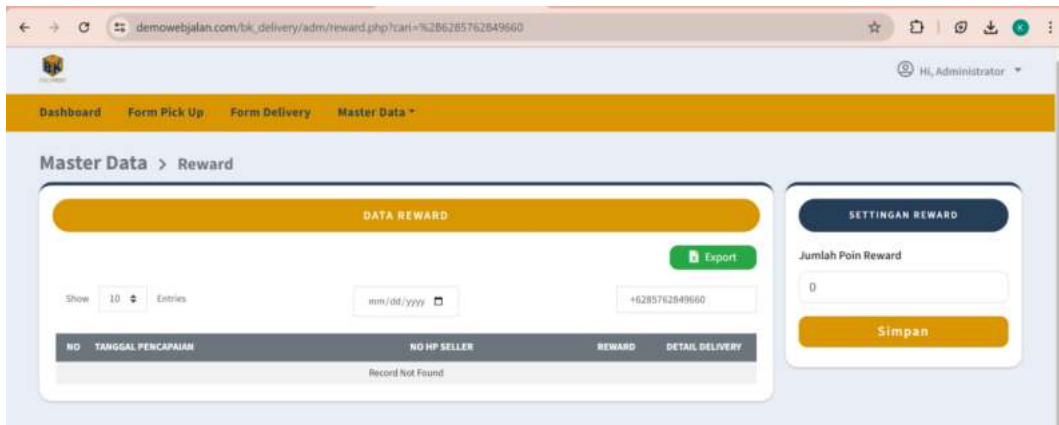 demowebjalan.com/bk_delivery/adm/reward.php?cari=%2B6285762849660
K
BK
Hi, Administrator
Dashboard Form Pick Up Form Delivery Master Data
Master Data > Reward
DATA REWARD
Export
Show 10 Entries mm/dd/yyyy +6285762849660
NO TANGGAL PENCAPAIAN NO HP SELLER REWARD DETAIL DELIVERY
Record Not Found
SETTINGAN REWARD
Jumlah Poin Reward
0
Simpan